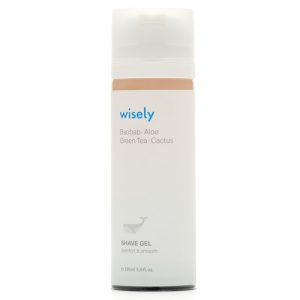 wisely
Baobab · Aloe
Green Tea · Cactus
SHAVE GEL
comfort & smooth